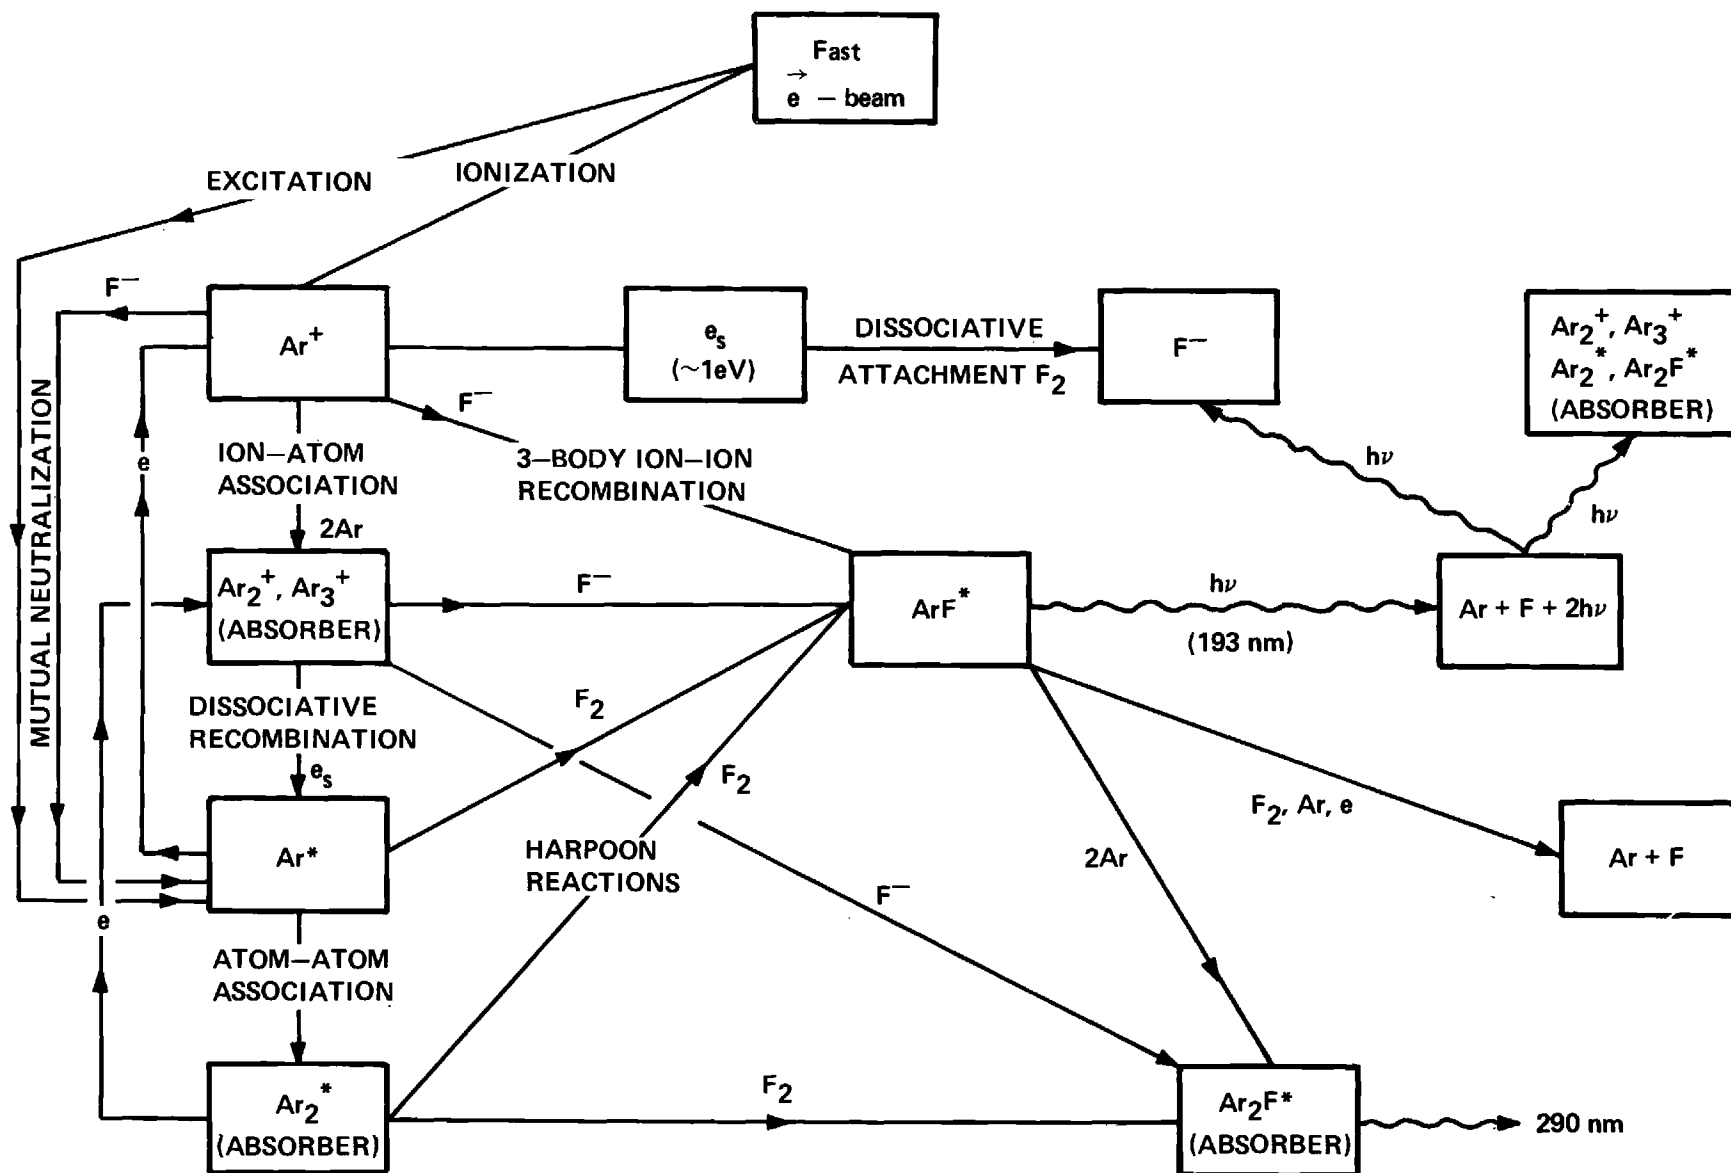 Fast
→
e – beam
EXCITATION
IONIZATION
F⁻
Ar⁺
eₛ
(~1eV)
DISSOCIATIVE
ATTACHMENT F₂
F⁻
Ar₂⁺, Ar₃⁺
Ar₂*, Ar₂F*
(ABSORBER)
MUTUAL NEUTRALIZATION
e
F⁻
ION–ATOM
ASSOCIATION
2Ar
3–BODY ION–ION
RECOMBINATION
hν
hν
Ar₂⁺, Ar₃⁺
(ABSORBER)
F⁻
ArF*
hν
(193 nm)
Ar + F + 2hν
DISSOCIATIVE
RECOMBINATION
eₛ
F₂
F₂
Ar*
HARPOON
REACTIONS
2Ar
F₂, Ar, e
Ar + F
F⁻
e
ATOM–ATOM
ASSOCIATION
Ar₂*
(ABSORBER)
F₂
Ar₂F*
(ABSORBER)
290 nm